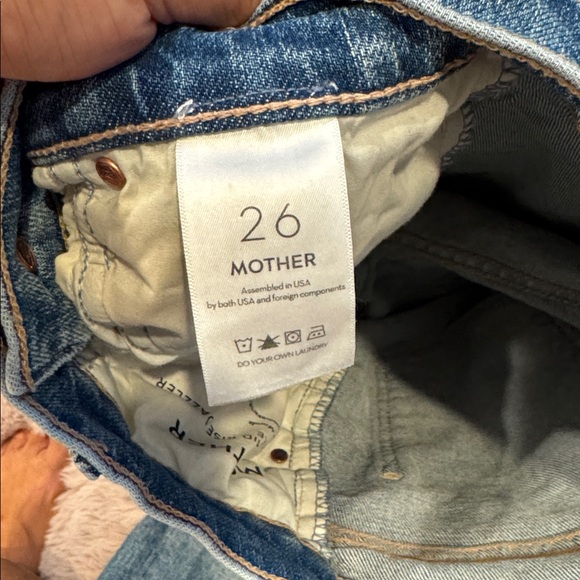 26
MOTHER
Assembled in USA
by both USA and foreign components
DO YOUR OWN LAUNDRY